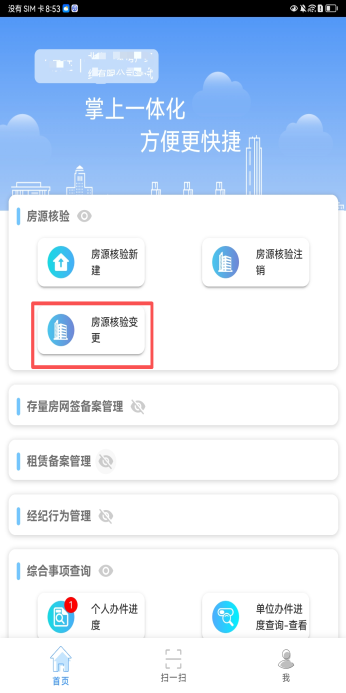 没有 SIM 卡 8:53
掌上一体化
方便更快捷
房源核验
房源核验新
建
房源核验注
销
房源核验变
更
存量房网签备案管理
租赁备案管理
经纪行为管理
综合事项查询
1
个人办件进
度
单位办件进
度查询-查看
首页
扫一扫
我